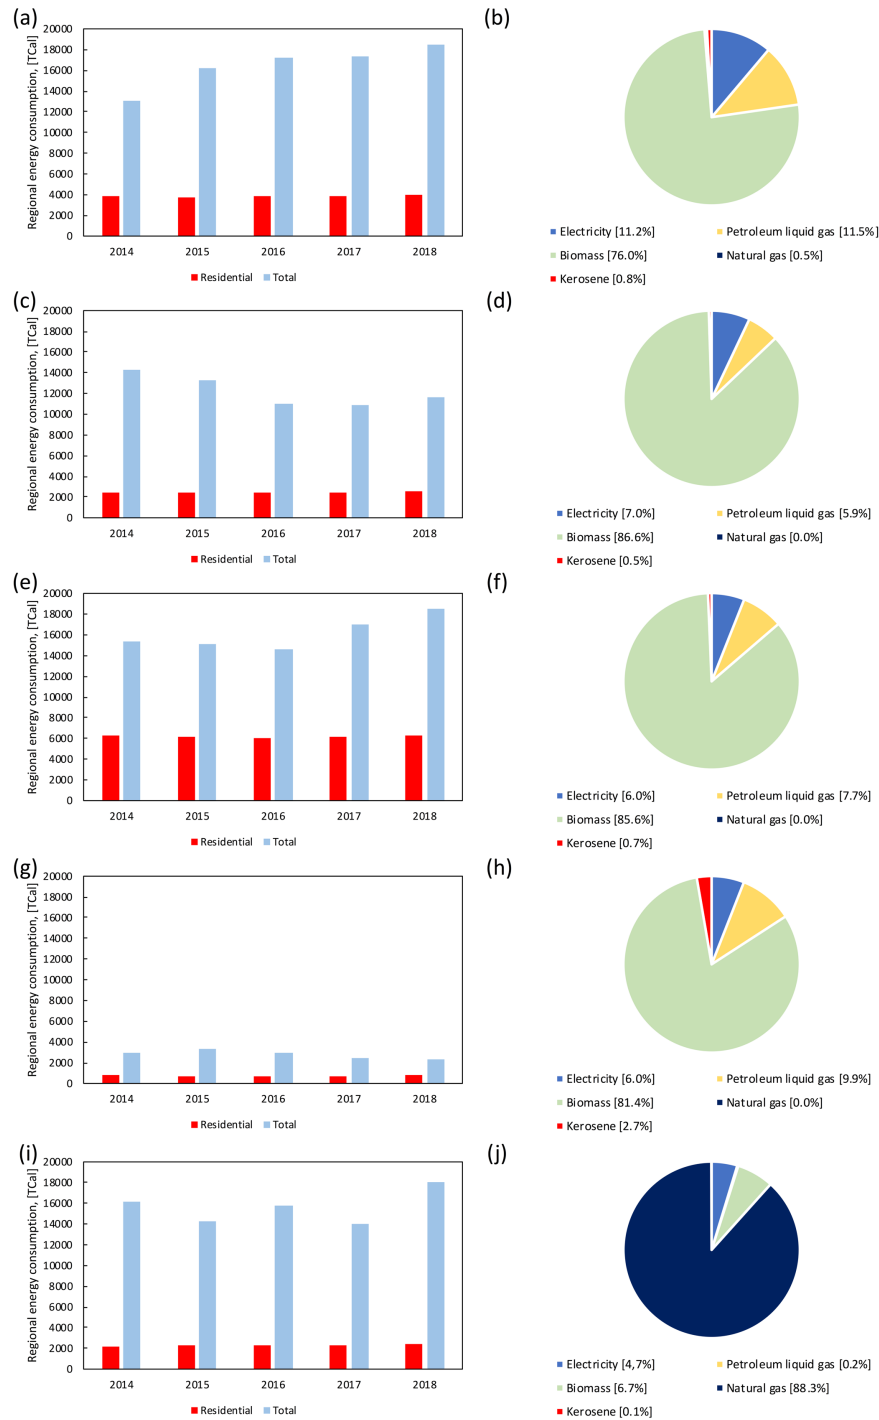 (a)
(b)
Regional energy consumption, [TCal]
20000
18000
16000
14000
12000
10000
8000
6000
4000
2000
0
2014 2015 2016 2017 2018
Residential Total
Electricity [11.2%] Petroleum liquid gas [11.5%]
Biomass [76.0%] Natural gas [0.5%]
Kerosene [0.8%]
(c)
(d)
Regional energy consumption, [TCal]
20000
18000
16000
14000
12000
10000
8000
6000
4000
2000
0
2014 2015 2016 2017 2018
Residential Total
Electricity [7.0%] Petroleum liquid gas [5.9%]
Biomass [86.6%] Natural gas [0.0%]
Kerosene [0.5%]
(e)
(f)
Regional energy consumption, [TCal]
20000
18000
16000
14000
12000
10000
8000
6000
4000
2000
0
2014 2015 2016 2017 2018
Residential Total
Electricity [6.0%] Petroleum liquid gas [7.7%]
Biomass [85.6%] Natural gas [0.0%]
Kerosene [0.7%]
(g)
(h)
Regional energy consumption, [TCal]
20000
18000
16000
14000
12000
10000
8000
6000
4000
2000
0
2014 2015 2016 2017 2018
Residential Total
Electricity [6.0%] Petroleum liquid gas [9.9%]
Biomass [81.4%] Natural gas [0.0%]
Kerosene [2.7%]
(i)
(j)
Regional energy consumption, [TCal]
20000
18000
16000
14000
12000
10000
8000
6000
4000
2000
0
2014 2015 2016 2017 2018
Residential Total
Electricity [4,7%] Petroleum liquid gas [0.2%]
Biomass [6.7%] Natural gas [88.3%]
Kerosene [0.1%]